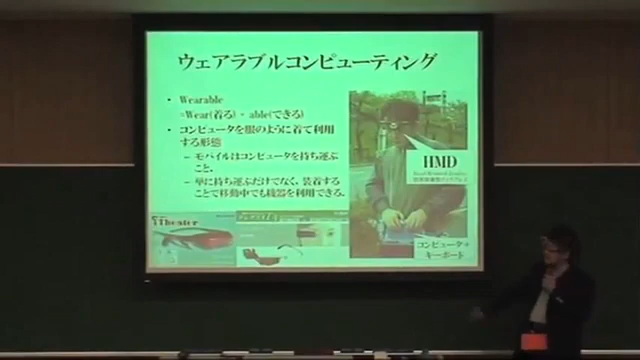 ウェアラブルコンピューティング
• Wearable
=Wear(着る)・able(できる)
• コンピュータを服のように着て利用
する形態
– モバイルはコンピュータを持ち運ぶ
こと。
– 単に持ち運ぶだけでなく、装着する
ことで移動中でも機器を利用できる。
HMD
コンピュータ+
キーボード
iTheater